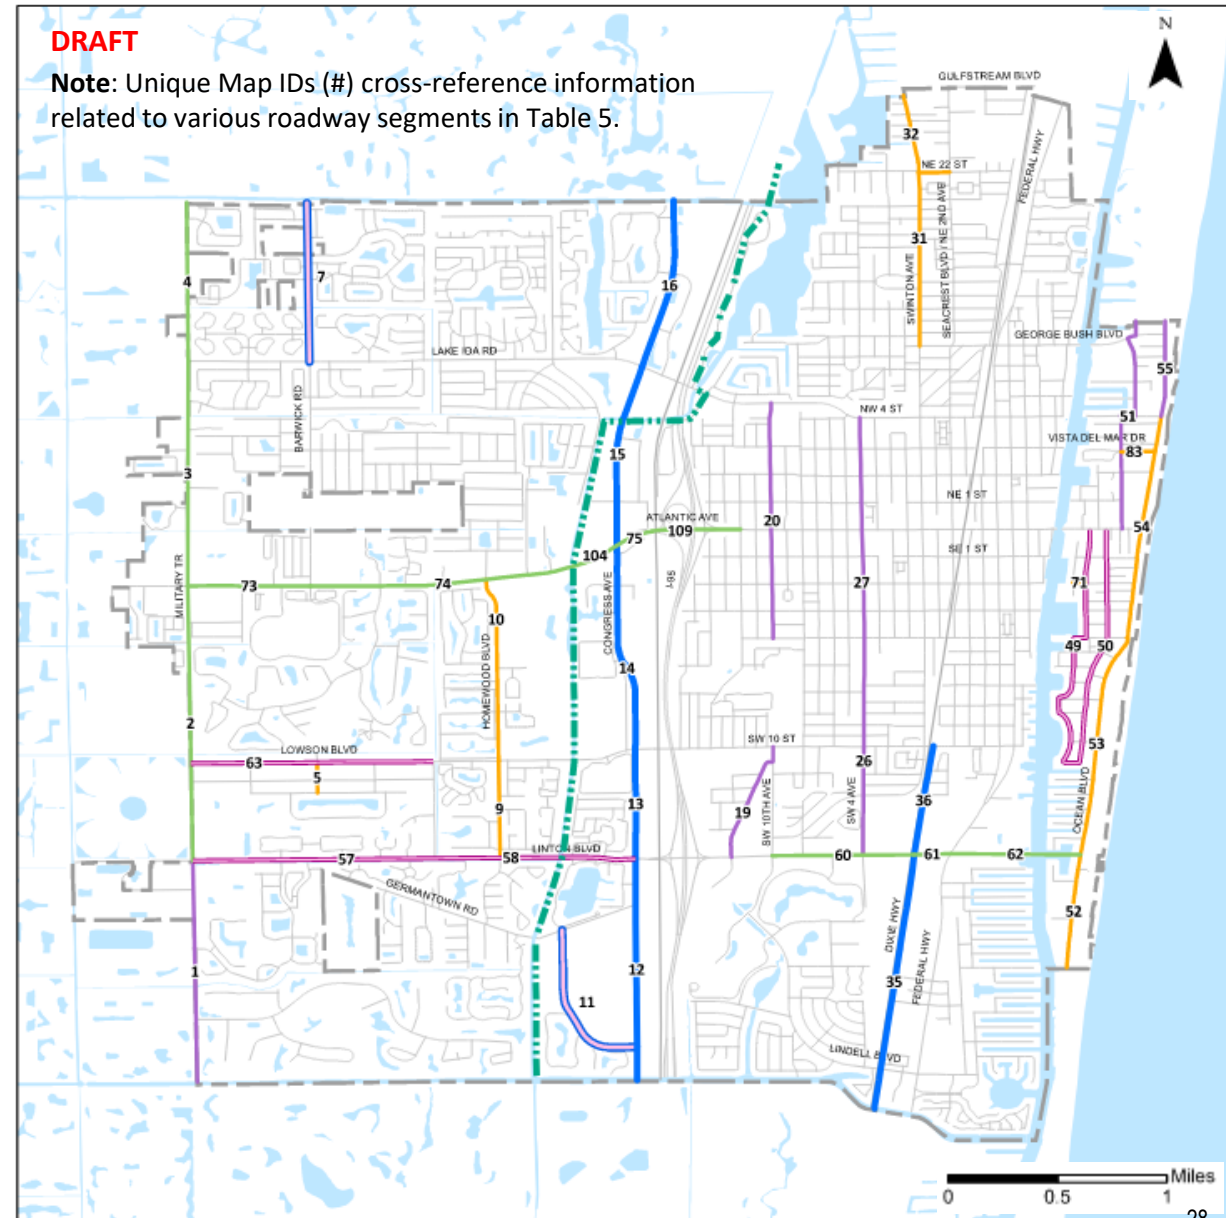 DRAFT
Note: Unique Map IDs (#) cross-reference information
related to various roadway segments in Table 5.
N
GULFSTREAM BLVD
32
NE 22 ST
FEDERAL HWY
31
SWINTON AVE
SEACREST BLVD / NE 2ND AVE
4
7
16
GEORGE BUSH BLVD
LAKE IDA RD
55
BARWICK RD
NW 4 ST
51
VISTA DEL MAR DR
83
15
3
NE 1 ST
ATLANTIC AVE
20
54
75
109
104
SE 1 ST
MILITARY TR
73
74
I-95
27
71
CONGRESS AVE
10
HOMEWOOD BLVD
49
50
14
2
SW 10 ST
LOWSON BLVD
63
53
5
26
OCEAN BLVD
9
13
19
SW 10TH AVE
SW 4 AVE
36
LINTON BLVD
57
58
60
61
62
GERMANTOWN RD
52
DIXIE HWY
FEDERAL HWY
1
12
35
11
LINDELL BLVD
Miles
0
0.5
1
28